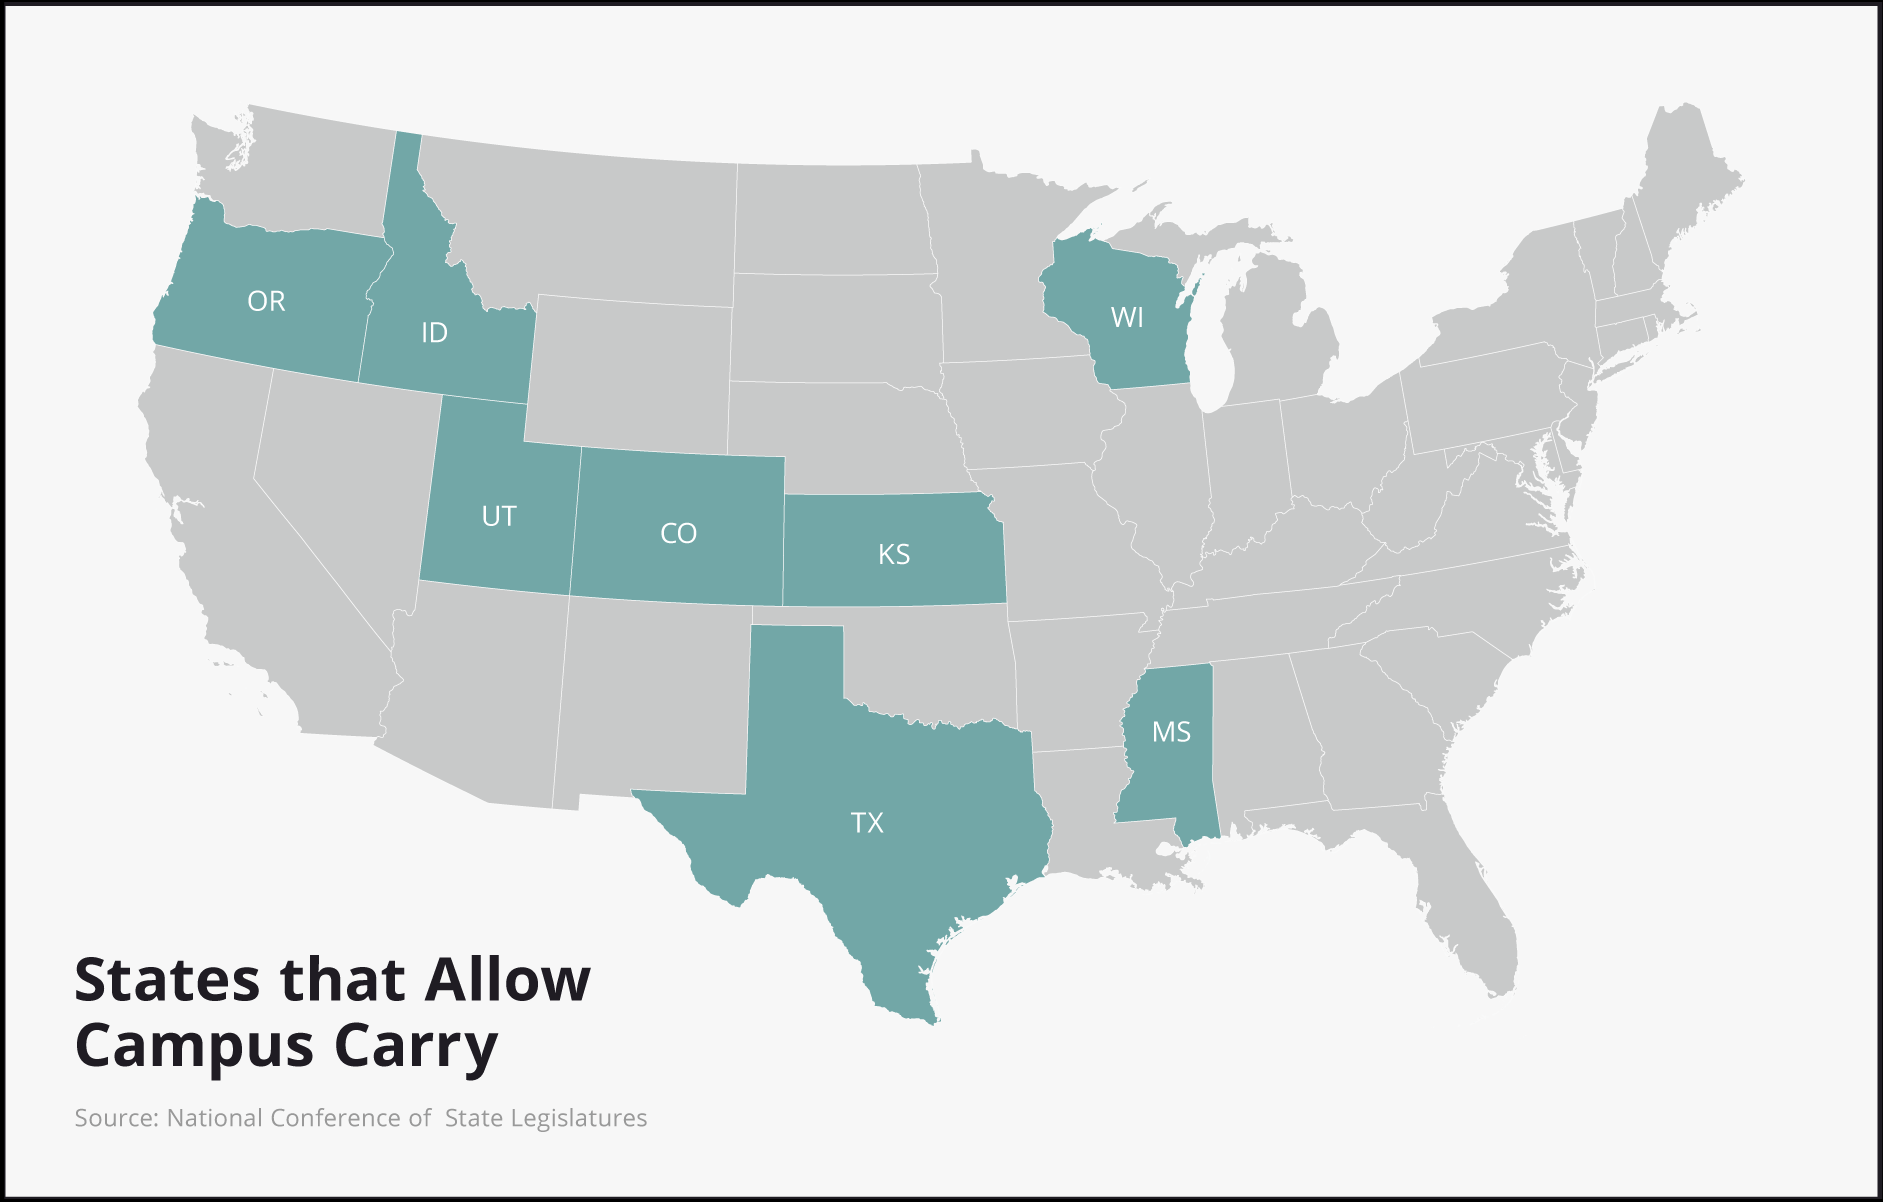 OR
ID
WI
UT
CO
KS
MS
TX
States that Allow
Campus Carry
Source: National Conference of  State Legislatures